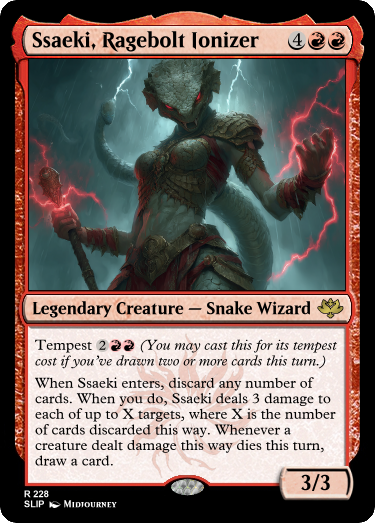 Ssaeki, Ragebolt Ionizer 4
Legendary Creature — Snake Wizard
Tempest 2 (You may cast this for its tempest
cost if you've drawn two or more cards this turn.)
When Ssaeki enters, discard any number of
cards. When you do, Ssaeki deals 3 damage to
each of up to X targets, where X is the number
of cards discarded this way. Whenever a
creature dealt damage this way dies this turn,
draw a card.
3/3
R 228
SLIP Midjourney